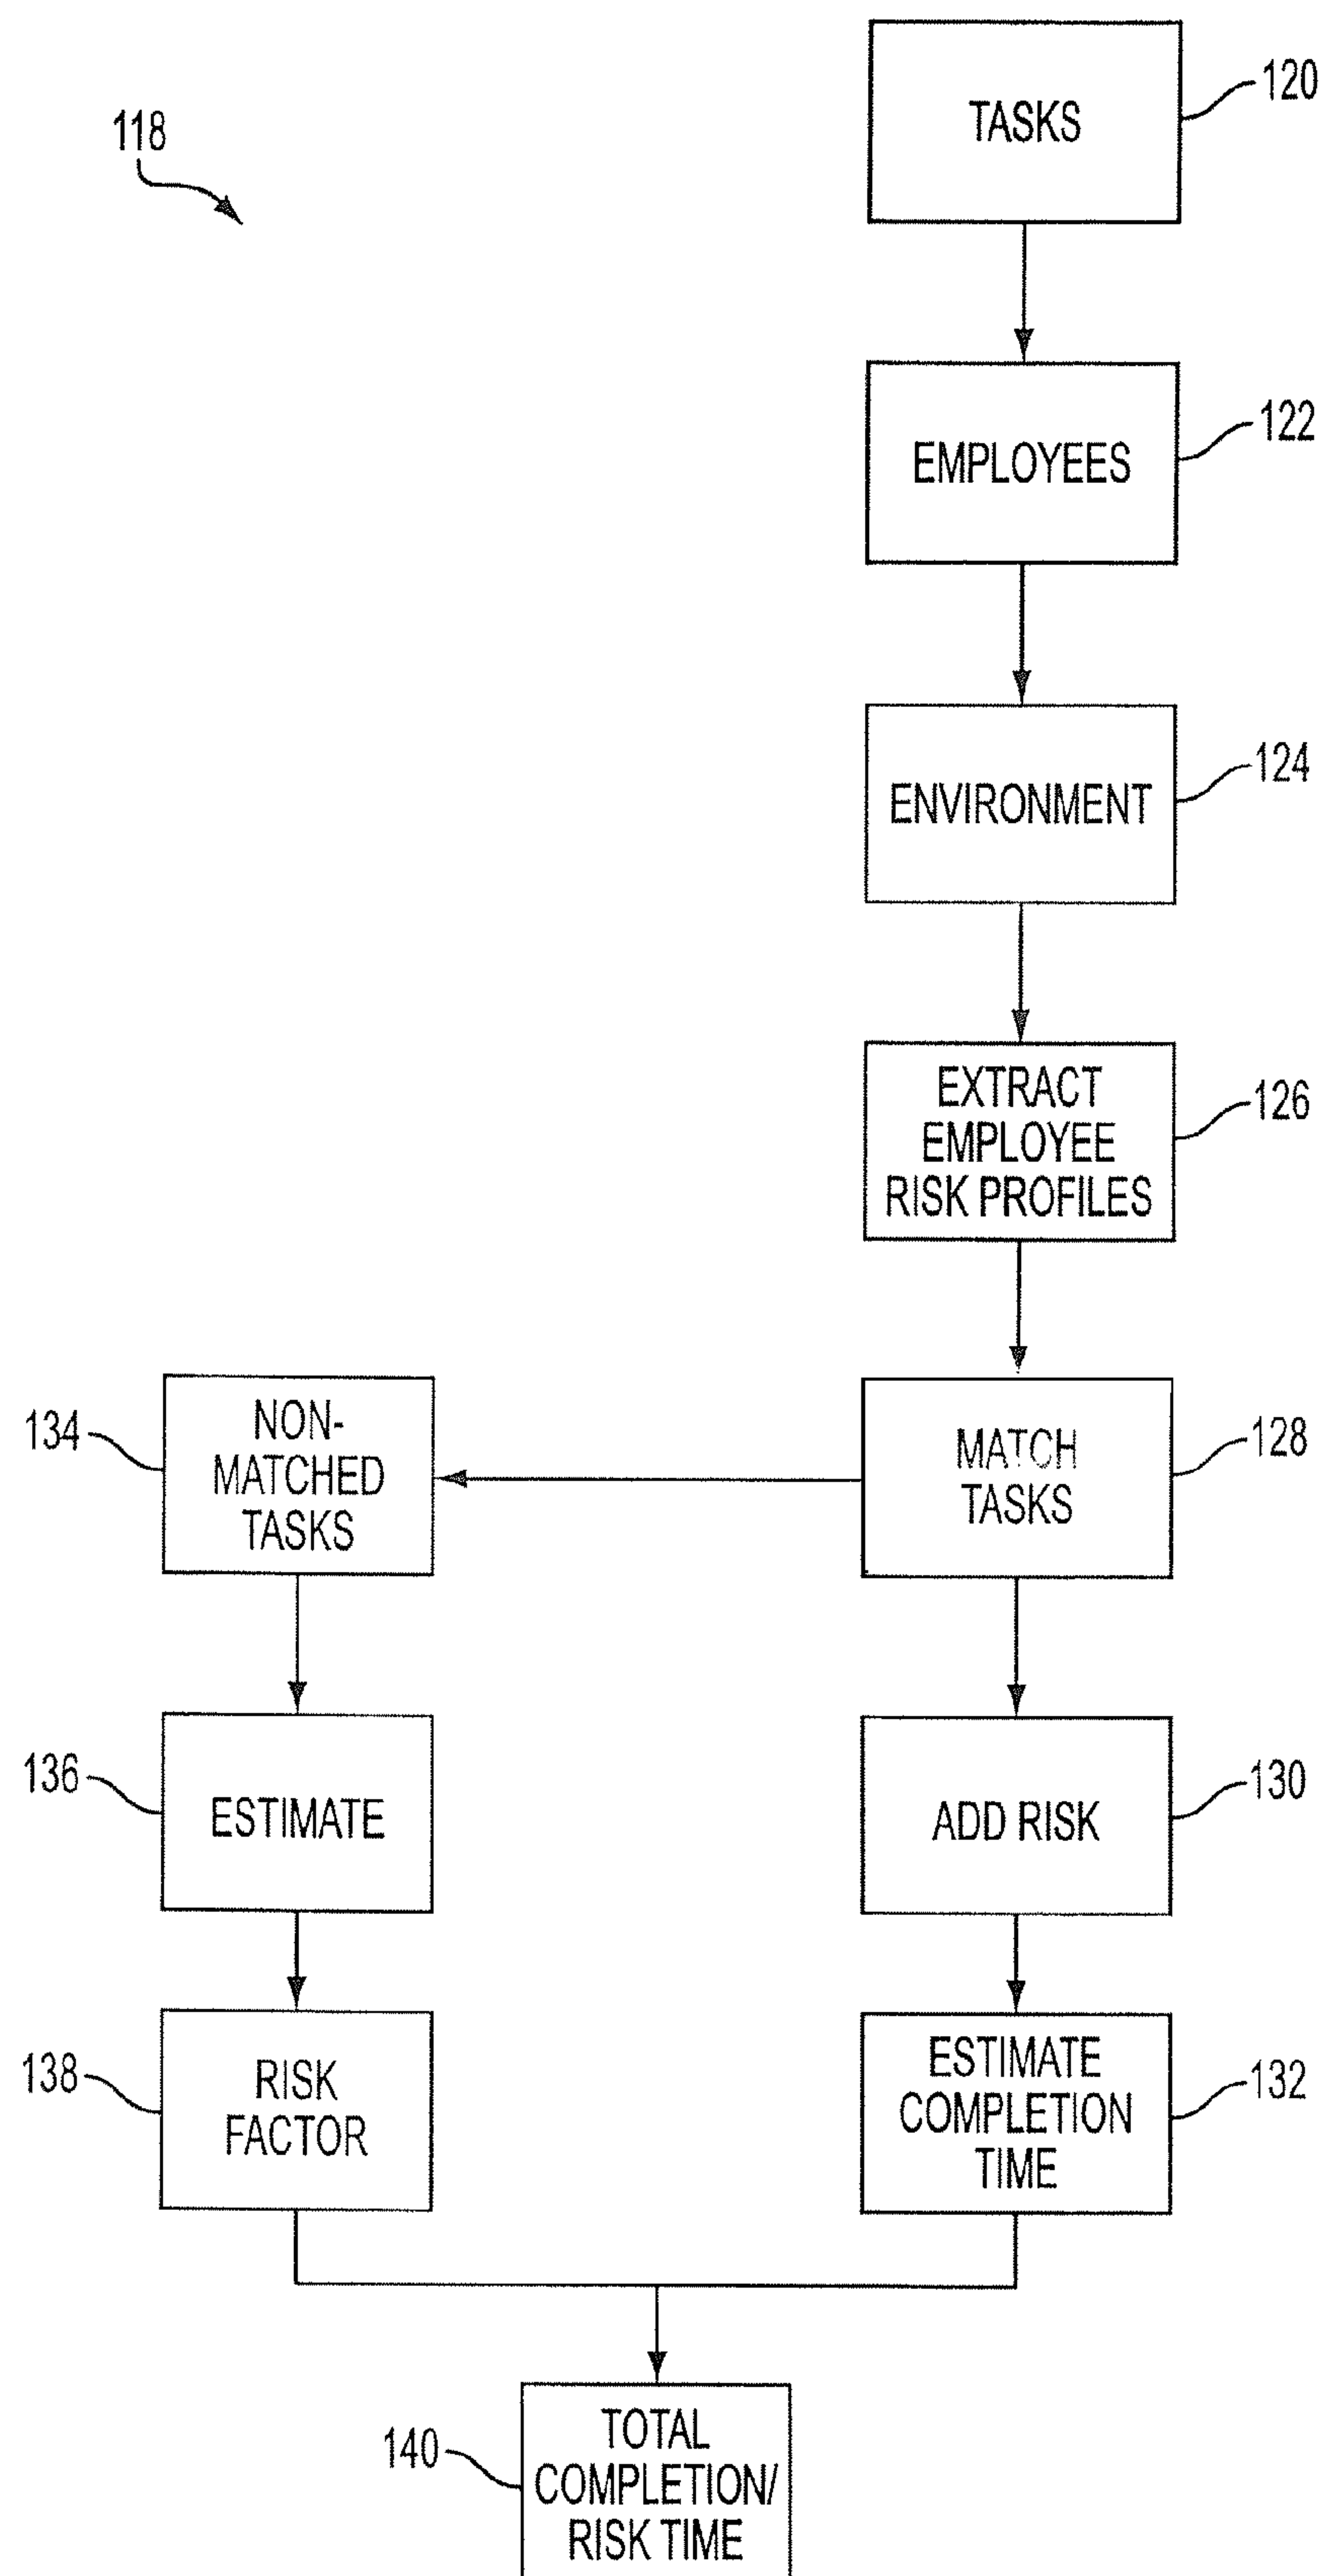 120
TASKS
118
122
EMPLOYEES
124
ENVIRONMENT
EXTRACT
EMPLOYEE
RISK PROFILES
126
NON-
MATCHED
TASKS
134
MATCH
TASKS
128
136
ESTIMATE
130
ADD RISK
138
RISK
FACTOR
ESTIMATE
COMPLETION
TIME
132
140
TOTAL
COMPLETION/
RISK TIME